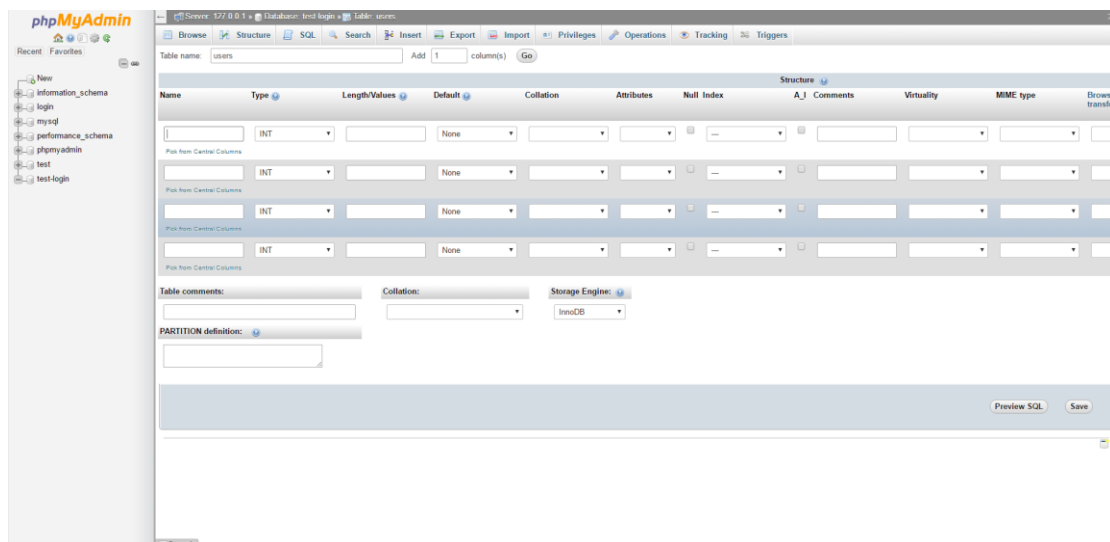 phpMyAdmin
Recent Favorites
New
information_schema
login
mysql
performance_schema
phpmyadmin
test
test-login
Server: 127.0.0.1 » Database: test-login » Table: users
Browse Structure SQL Search Insert Export Import Privileges Operations Tracking Triggers
Table name: users Add 1 column(s) Go
Structure
Name Type Length/Values Default Collation Attributes Null Index A_I Comments Virtuality MIME type Brows
transf
INT None ---
Pick from Central Columns
INT None ---
Pick from Central Columns
INT None ---
Pick from Central Columns
INT None ---
Pick from Central Columns
Table comments: Collation: Storage Engine:
InnoDB
PARTITION definition:
Preview SQL Save